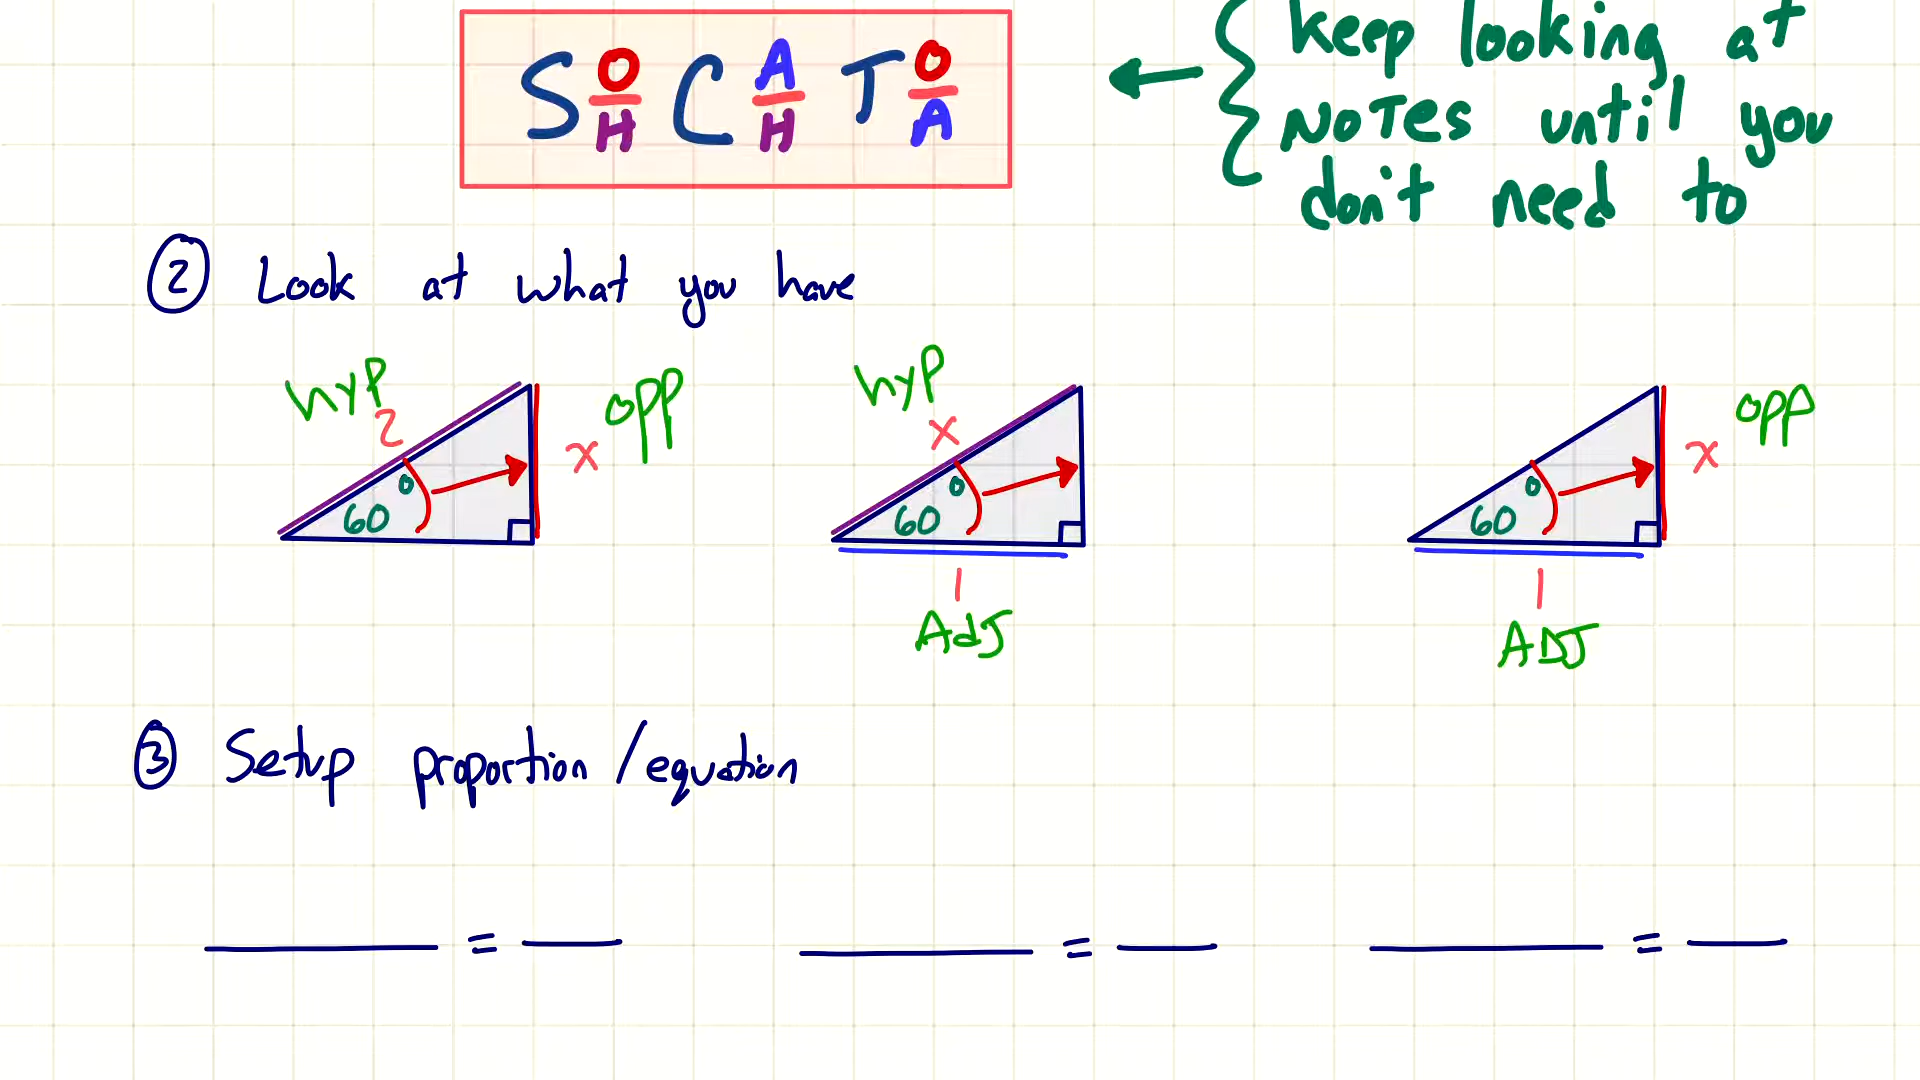 S O/H C A/H T O/A
keep looking at
NOTES until you
don't need to
② Look at what you have
hyp 2 opp x 60°
hyp x 60° 1 Adj
opp x 60° 1 ADJ
③ Setup proportion/equation
= = =